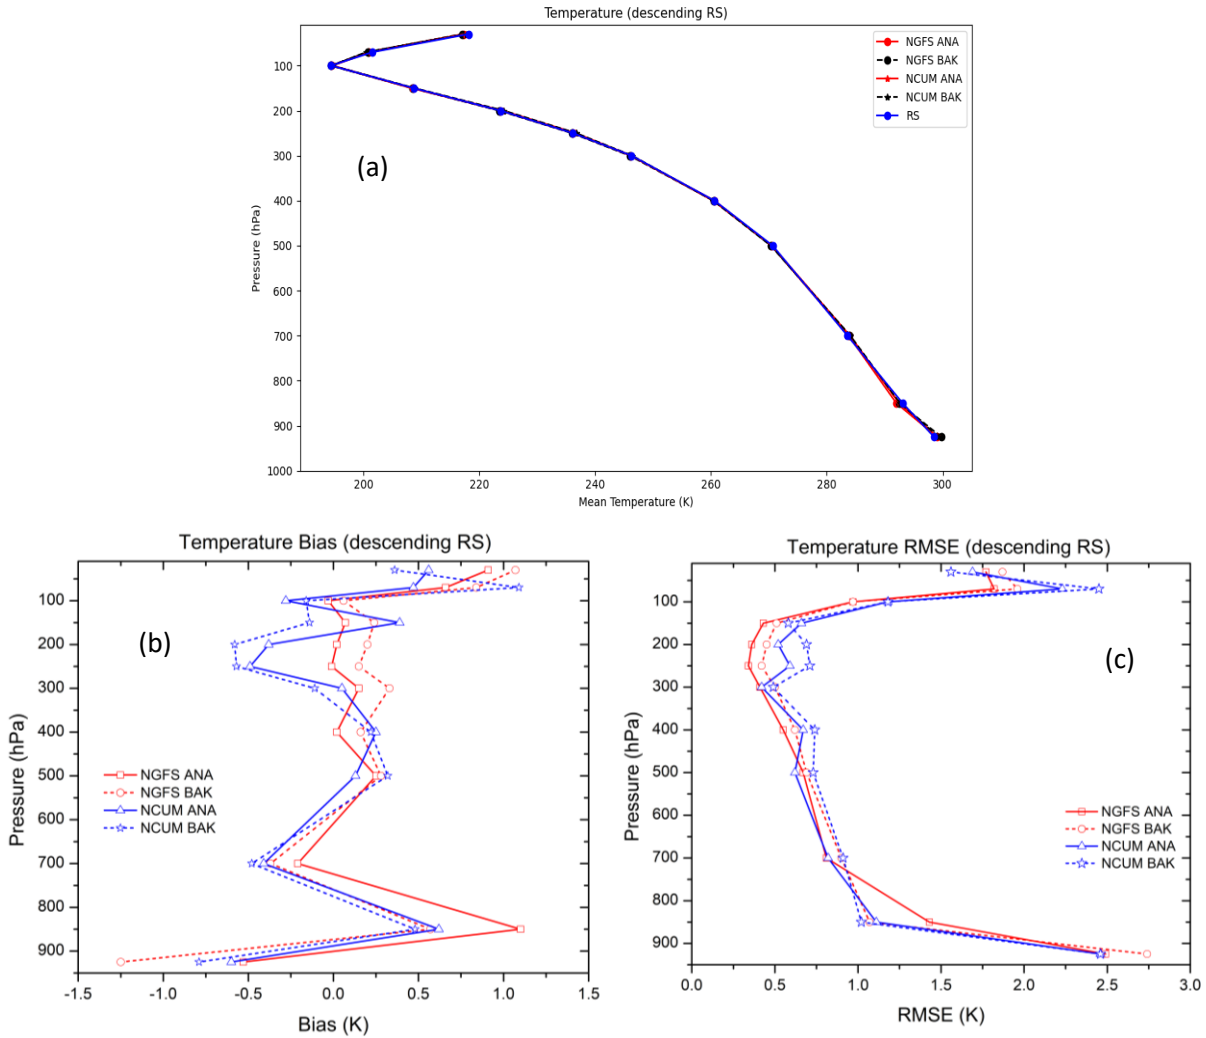 Temperature (descending RS)
NGFS ANA
NGFS BAK
NCUM ANA
NCUM BAK
RS
(a)
100
200
300
400
500
600
700
800
900
1000
Pressure (hPa)
200
220
240
260
280
300
Mean Temperature (K)
Temperature Bias (descending RS)
(b)
100
200
300
400
500
600
700
800
900
Pressure (hPa)
NGFS ANA
NGFS BAK
NCUM ANA
NCUM BAK
-1.5
-1.0
-0.5
0.0
0.5
1.0
1.5
Bias (K)
Temperature RMSE (descending RS)
(c)
100
200
300
400
500
600
700
800
900
Pressure (hPa)
NGFS ANA
NGFS BAK
NCUM ANA
NCUM BAK
0.0
0.5
1.0
1.5
2.0
2.5
3.0
RMSE (K)